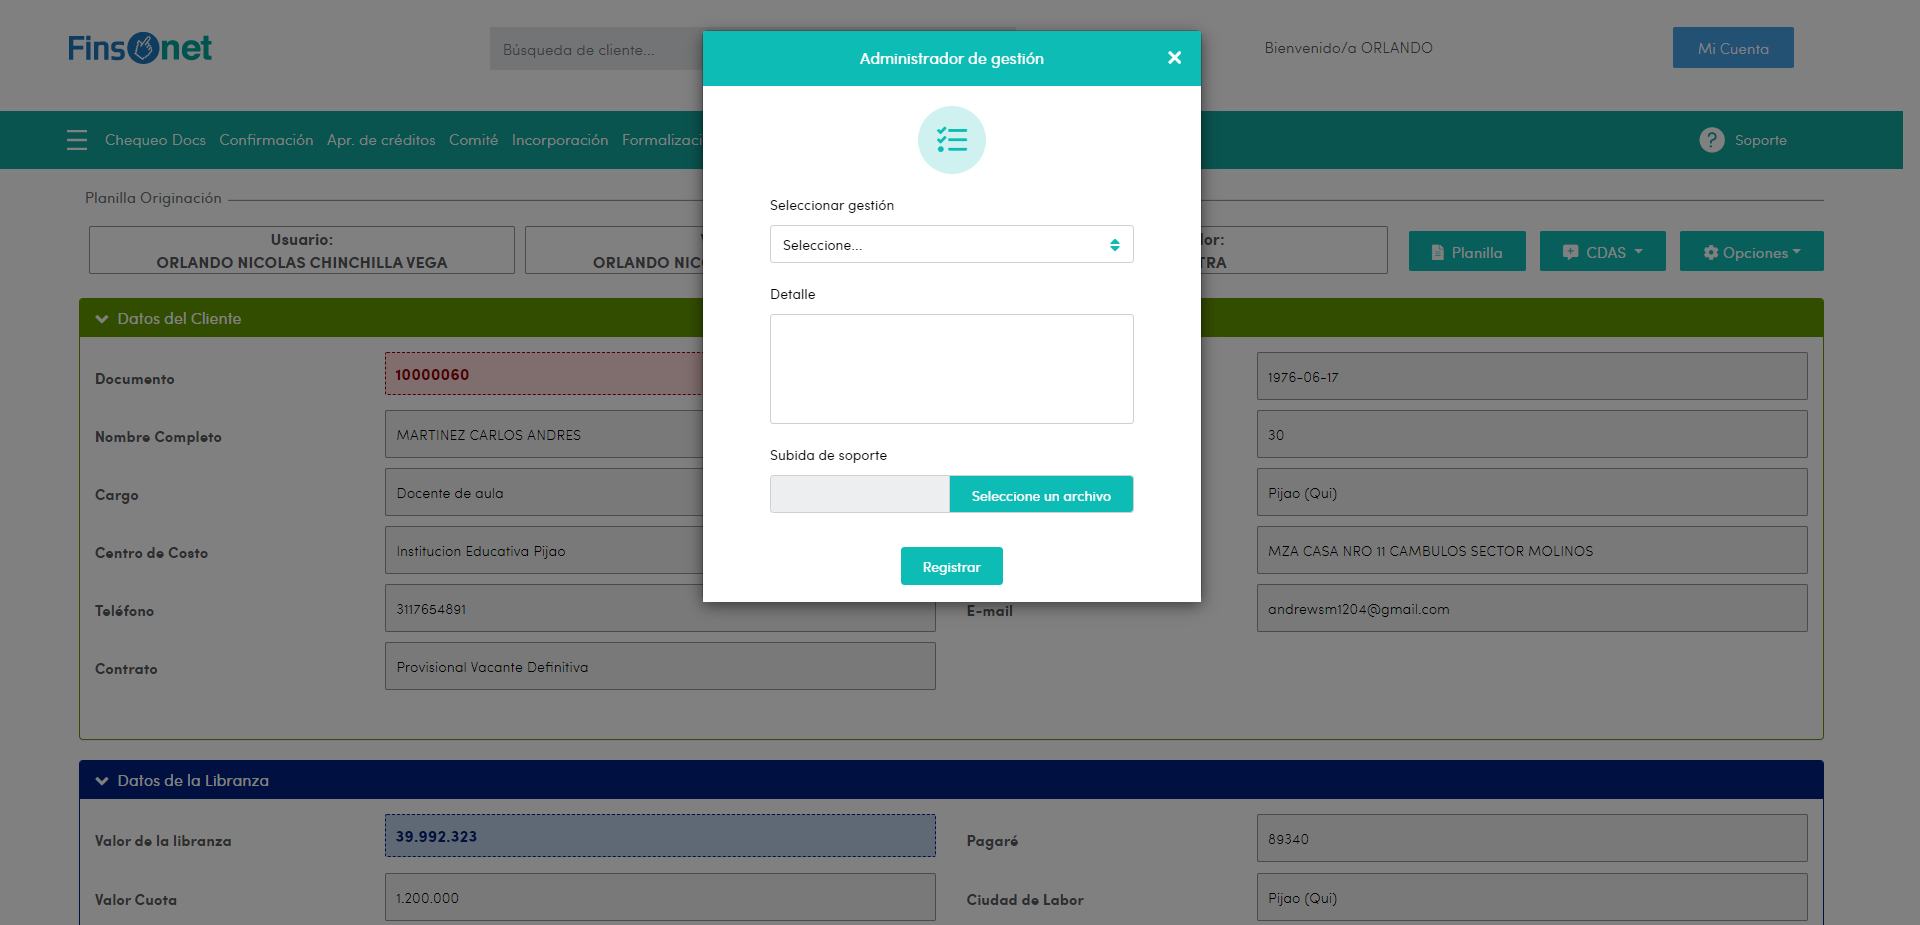 Finsonet
Búsqueda de cliente...
Bienvenido/a ORLANDO
Mi Cuenta
Administrador de gestión
Chequeo Docs
Confirmación
Apr. de créditos
Comité
Incorporación
Formalizaci
?
Soporte
Planilla Originación
Usuario:
ORLANDO NICOLAS CHINCHILLA VEGA
ORLANDO NIC
or:
TRA
Planilla
CDAS
Opciones
Seleccionar gestión
Seleccione...
Detalle
Subida de soporte
Seleccione un archivo
Registrar
Datos del Cliente
Documento
10000060
1976-06-17
Nombre Completo
MARTINEZ CARLOS ANDRES
30
Cargo
Docente de aula
Pijao (Qui)
Centro de Costo
Institucion Educativa Pijao
MZA CASA NRO 11 CAMBULOS SECTOR MOLINOS
Teléfono
3117654891
E-mail
andrewsm1204@gmail.com
Contrato
Provisional Vacante Definitiva
Datos de la Libranza
Valor de la libranza
39.992.323
Pagaré
89340
Valor Cuota
1.200.000
Ciudad de Labor
Pijao (Qui)